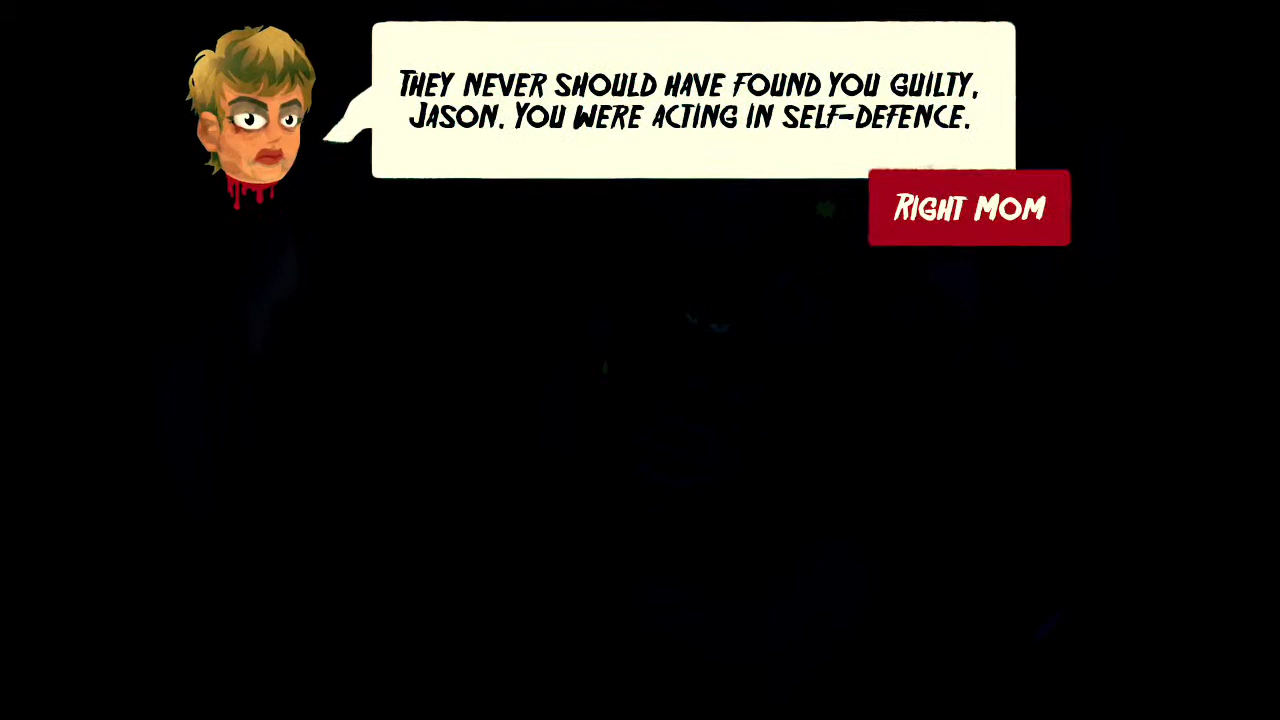 They never should have found you guilty,
Jason. You were acting in self-defence.
Right Mom